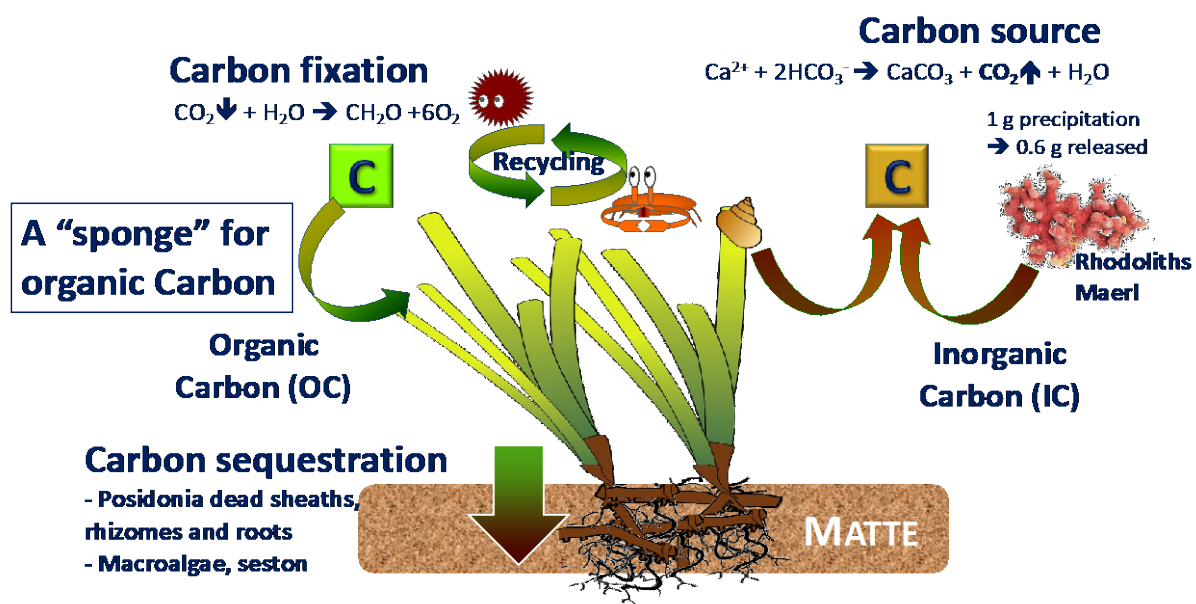 Carbon source
Ca²⁺ + 2HCO₃⁻ ➔ CaCO₃ + CO₂🡹 + H₂O
Carbon fixation
CO₂🡻 + H₂O ➔ CH₂O +6O₂
1 g precipitation
➔ 0.6 g released
Recycling
C
C
A “sponge” for
organic Carbon
Rhodoliths
Maerl
Organic
Carbon (OC)
Inorganic
Carbon (IC)
Carbon sequestration
- Posidonia dead sheaths,
rhizomes and roots
- Macroalgae, seston
MATTE